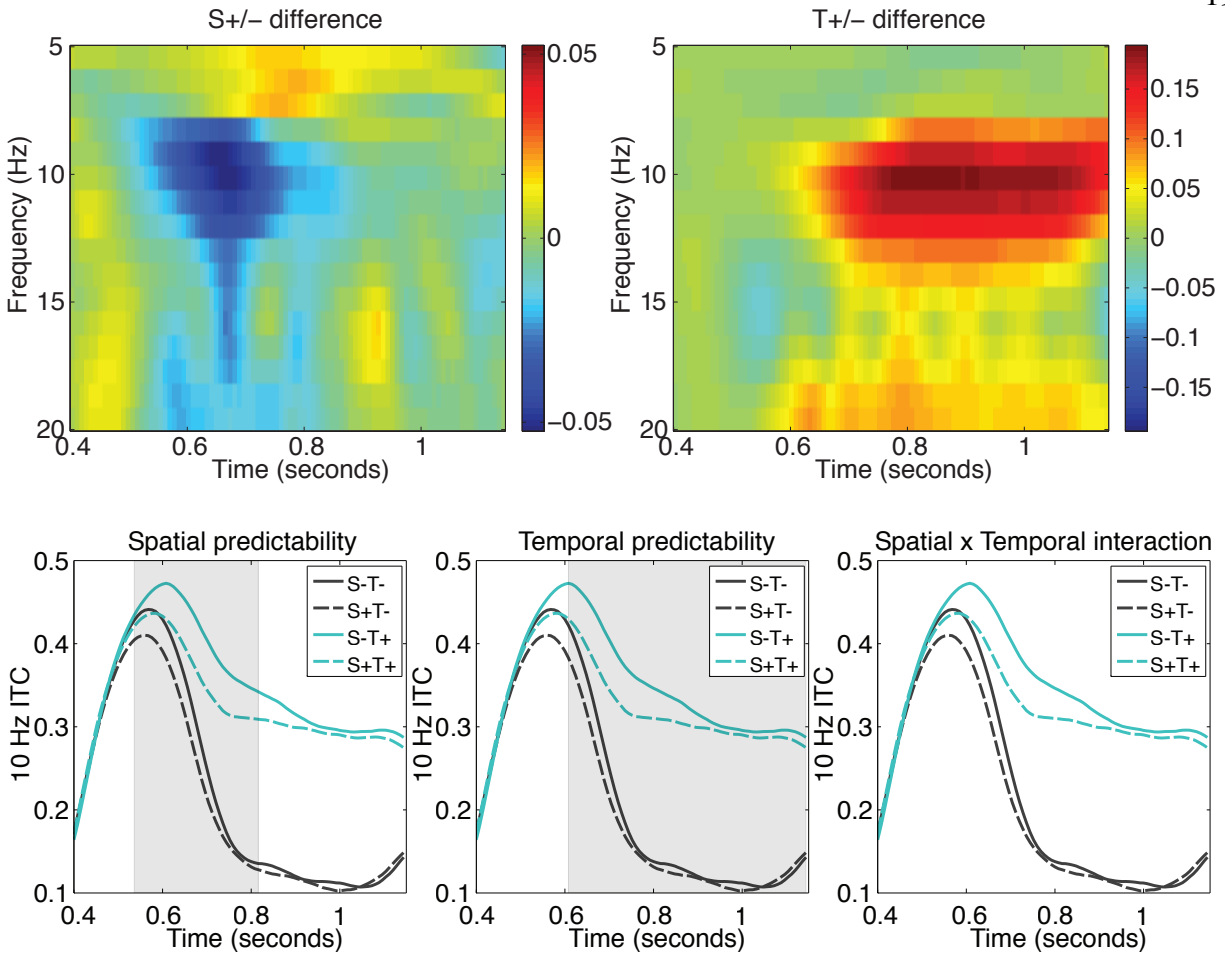 S+/− difference
T+/− difference
5
10
15
20
Frequency (Hz)
0.4
0.6
0.8
1
Time (seconds)
0.05
0
−0.05
5
10
15
20
Frequency (Hz)
0.4
0.6
0.8
1
Time (seconds)
0.15
0.1
0.05
0
−0.05
−0.1
−0.15
Spatial predictability
0.5
0.4
0.3
0.2
0.1
10 Hz ITC
S-T-
S+T-
S-T+
S+T+
0.4
0.6
0.8
1
Time (seconds)
Temporal predictability
0.5
0.4
0.3
0.2
0.1
10 Hz ITC
S-T-
S+T-
S-T+
S+T+
0.4
0.6
0.8
1
Time (seconds)
Spatial x Temporal interaction
0.5
0.4
0.3
0.2
0.1
10 Hz ITC
S-T-
S+T-
S-T+
S+T+
0.4
0.6
0.8
1
Time (seconds)